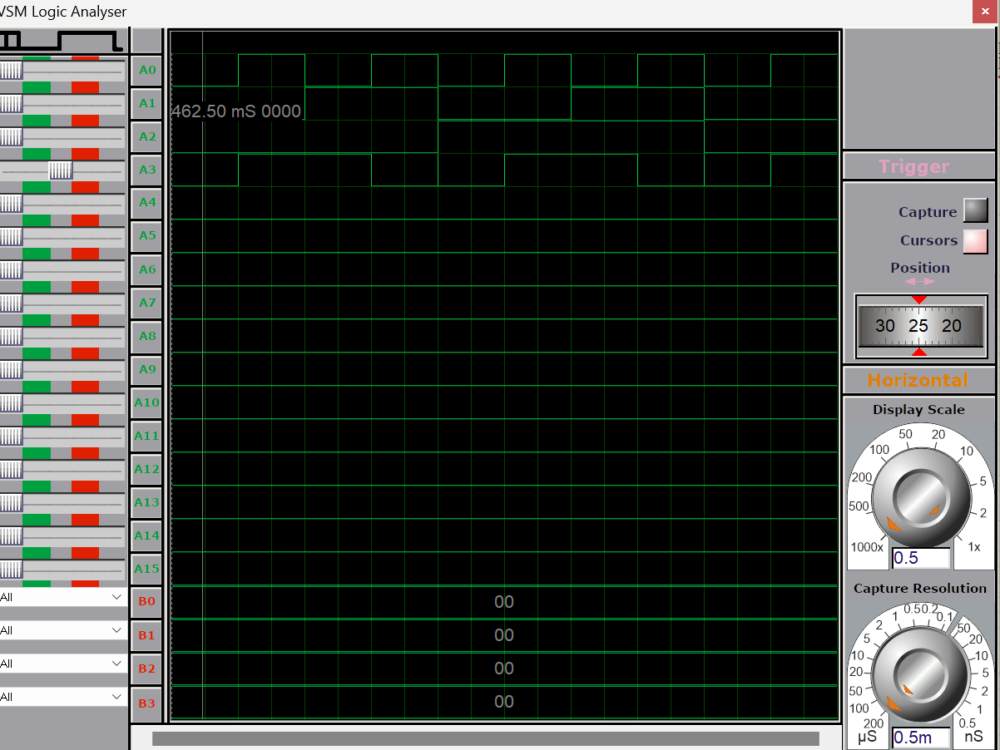 VSM Logic Analyser
A0
A1
462.50 mS 0000
A2
A3
A4
A5
A6
A7
A8
A9
A10
A11
A12
A13
A14
A15
All
B0
00
All
B1
00
All
B2
00
All
B3
00
Trigger
Capture
Cursors
Position
30 25 20
Horizontal
Display Scale
1000x 500 200 100 50 20 10 5 2 1x
0.5
Capture Resolution
200 100 50 20 10 5 2 1 0.5 0.2 0.1
50 20 10 5 2 1 0.5
µS
0.5m
nS